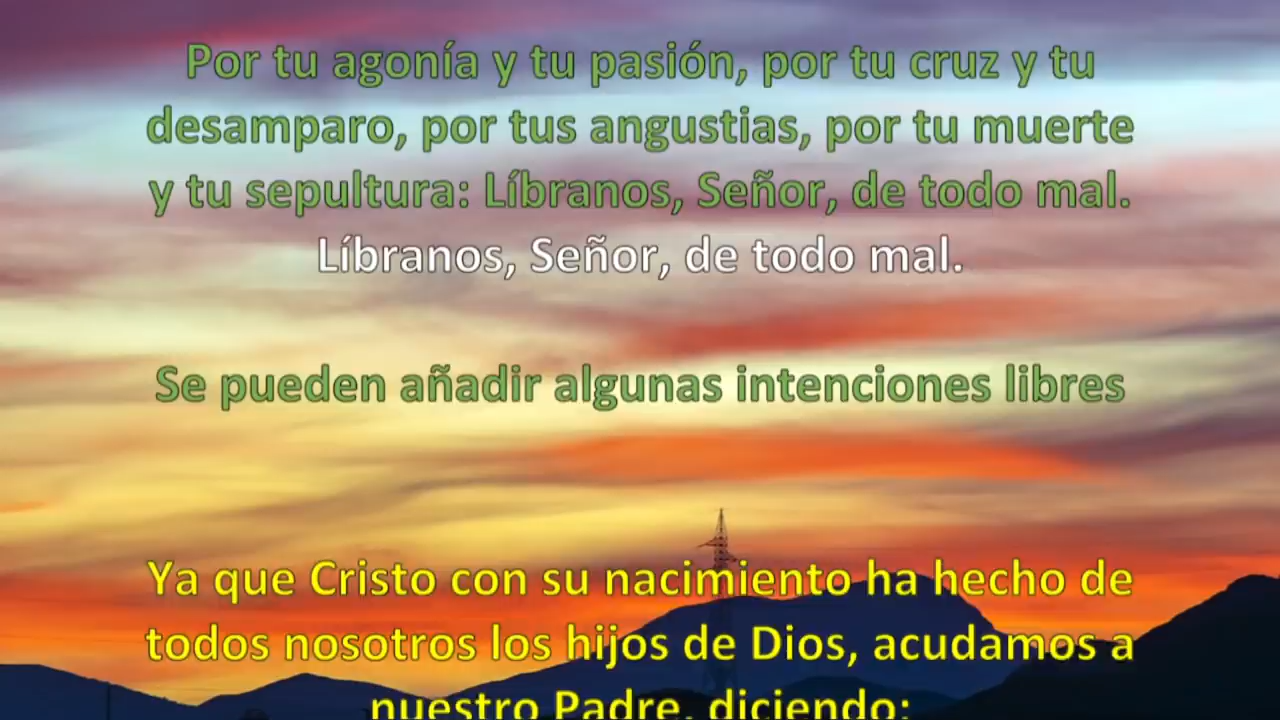 Por tu agonía y tu pasión, por tu cruz y tu
desamparo, por tus angustias, por tu muerte
y tu sepultura: Líbranos, Señor, de todo mal.
Líbranos, Señor, de todo mal.
Se pueden añadir algunas intenciones libres
Ya que Cristo con su nacimiento ha hecho de
todos nosotros los hijos de Dios, acudamos a
nuestro Padre, diciendo: